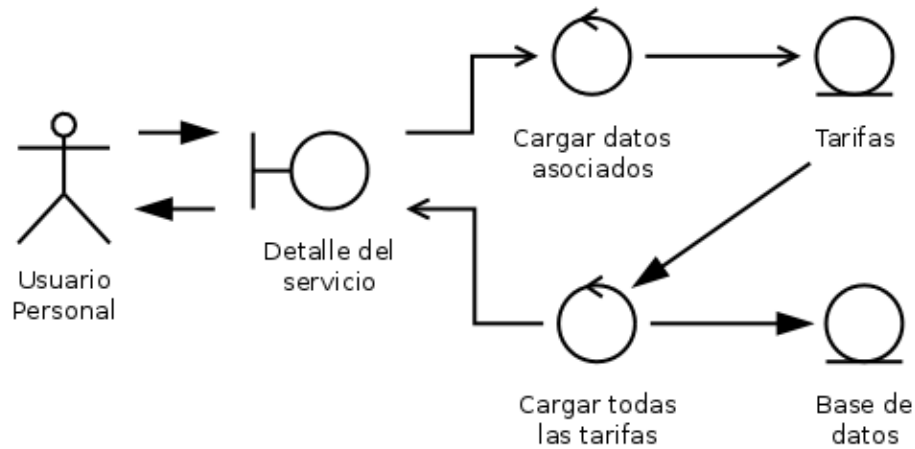 Cargar datos
asociados
Tarifas
Detalle del
servicio
Usuario
Personal
Cargar todas
las tarifas
Base de
datos